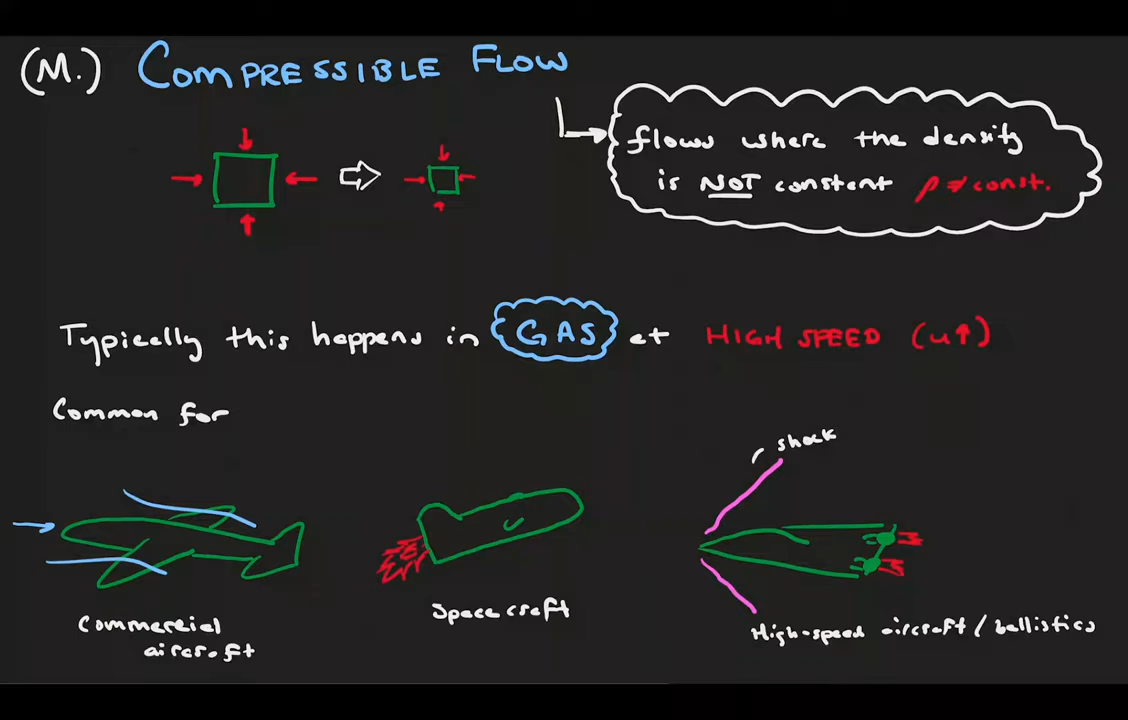 (M.) COMPRESSIBLE FLOW
flows where the density
is NOT constant ρ ≠ const.
Typically this happens in GAS at HIGH SPEED (u↑)
Common for
shock
Commercial
aircraft
Spacecraft
High-speed aircraft / ballistics